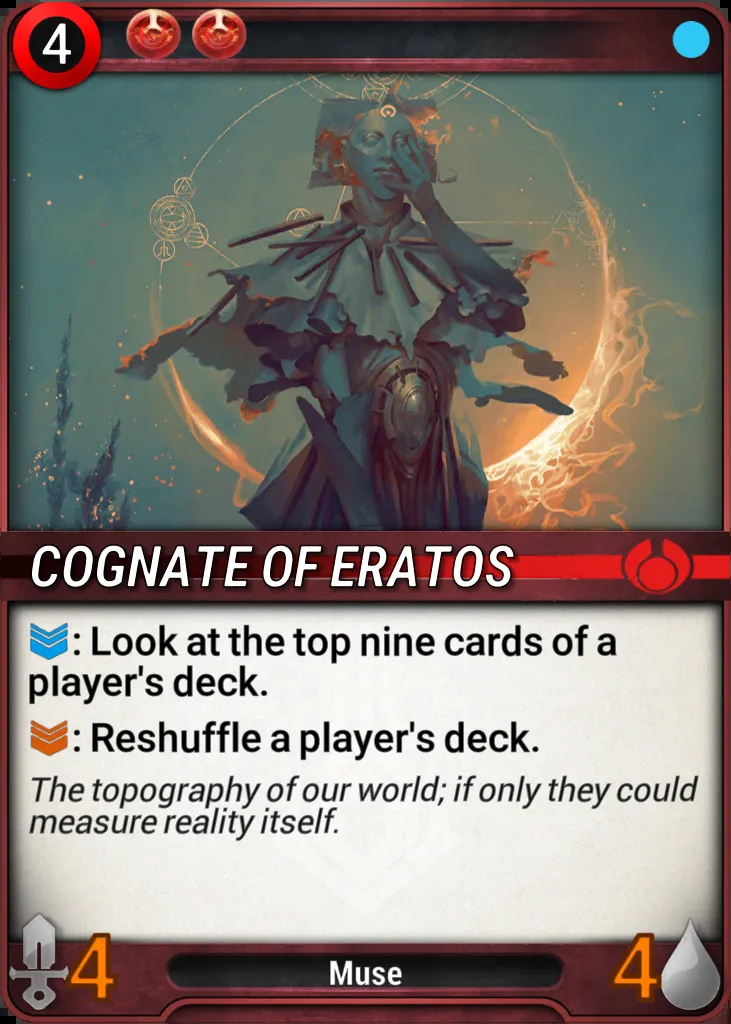 4
COGNATE OF ERATOS
: Look at the top nine cards of a
player's deck.
: Reshuffle a player's deck.
The topography of our world; if only they could
measure reality itself.
4 Muse 4